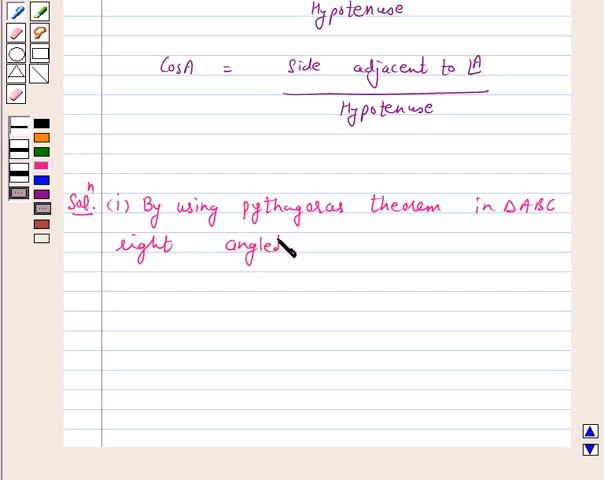 Hypotenuse
CosA = Side adjacent to ∠A
Hypotenuse
Solⁿ. (i) By using pythagoras theorem in ΔABC
right angled